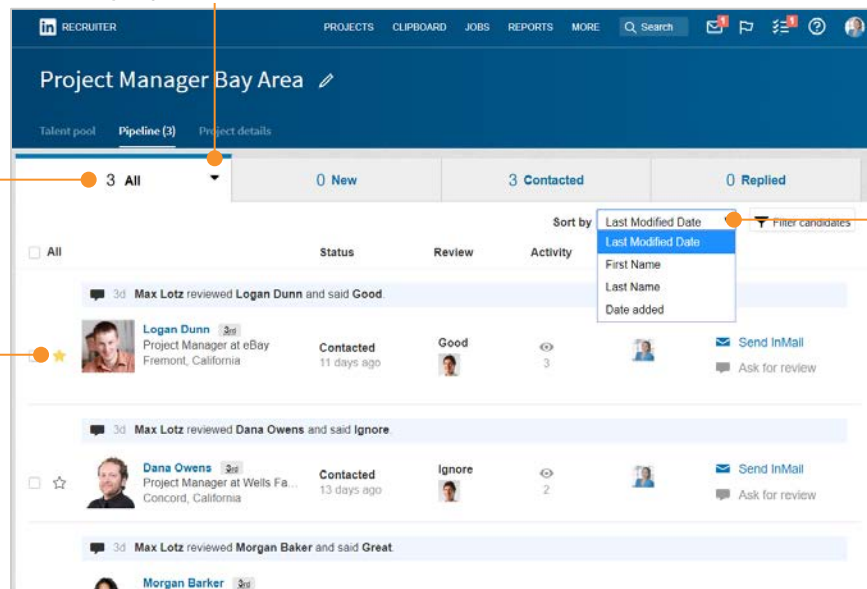 in RECRUITER PROJECTS CLIPBOARD JOBS REPORTS MORE Search 1 1
Project Manager Bay Area
Talent pool Pipeline (3) Project details
3 All 0 New 3 Contacted 0 Replied
Sort by Last Modified Date Filter candidates
Last Modified Date
First Name
Last Name
Date added
All Status Review Activity
3d Max Lotz reviewed Logan Dunn and said Good.
Logan Dunn 3rd
Project Manager at eBay
Fremont, California
Contacted
11 days ago
Good
3
Send InMail
Ask for review
3d Max Lotz reviewed Dana Owens and said Ignore.
Dana Owens 3rd
Project Manager at Wells Fa...
Concord, California
Contacted
13 days ago
Ignore
2
Send InMail
Ask for review
3d Max Lotz reviewed Morgan Baker and said Great.
Morgan Barker 3rd